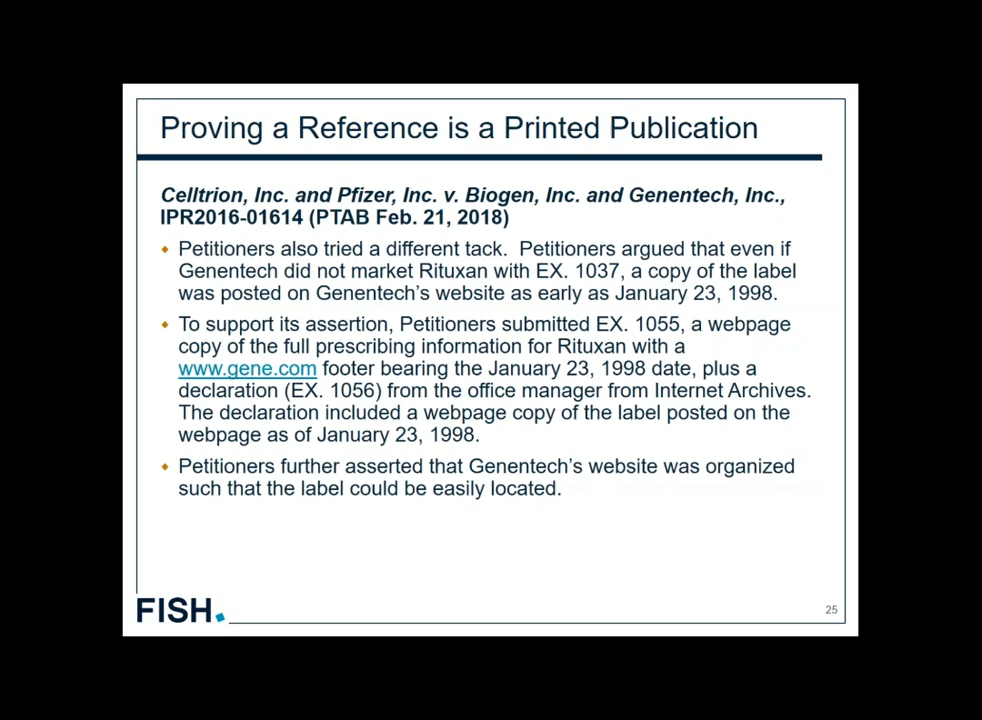 Proving a Reference is a Printed Publication
Celltrion, Inc. and Pfizer, Inc. v. Biogen, Inc. and Genentech, Inc.,
IPR2016-01614 (PTAB Feb. 21, 2018)
Petitioners also tried a different tack.  Petitioners argued that even if
Genentech did not market Rituxan with EX. 1037, a copy of the label
was posted on Genentech's website as early as January 23, 1998.
To support its assertion, Petitioners submitted EX. 1055, a webpage
copy of the full prescribing information for Rituxan with a
www.gene.com footer bearing the January 23, 1998 date, plus a
declaration (EX. 1056) from the office manager from Internet Archives.
The declaration included a webpage copy of the label posted on the
webpage as of January 23, 1998.
Petitioners further asserted that Genentech's website was organized
such that the label could be easily located.
FISH.
25